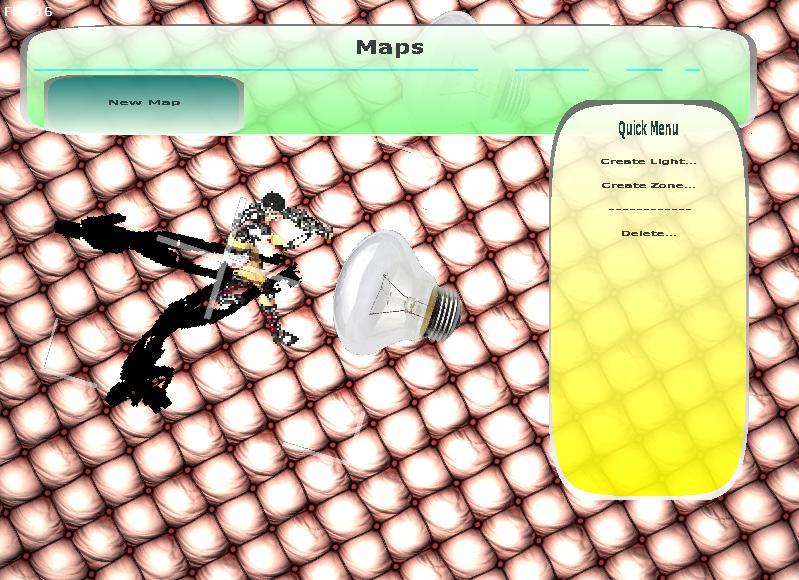 Maps
New Map
Quick Menu
Create Light...
Create Zone...
------------
Delete...